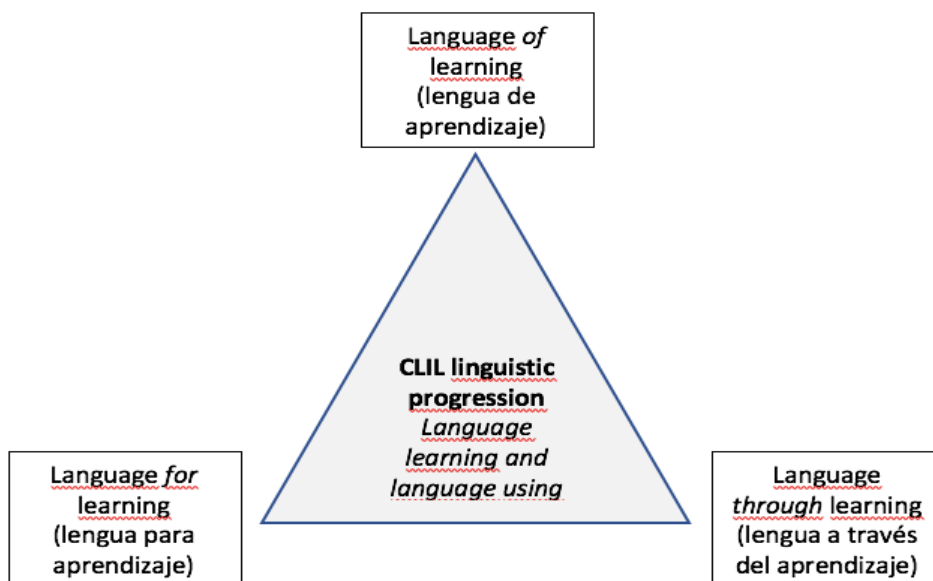 Language of
learning
(lengua de
aprendizaje)
CLIL linguistic
progression
Language
learning and
language using
Language for
learning
(lengua para
aprendizaje)
Language
through learning
(lengua a través
del aprendizaje)